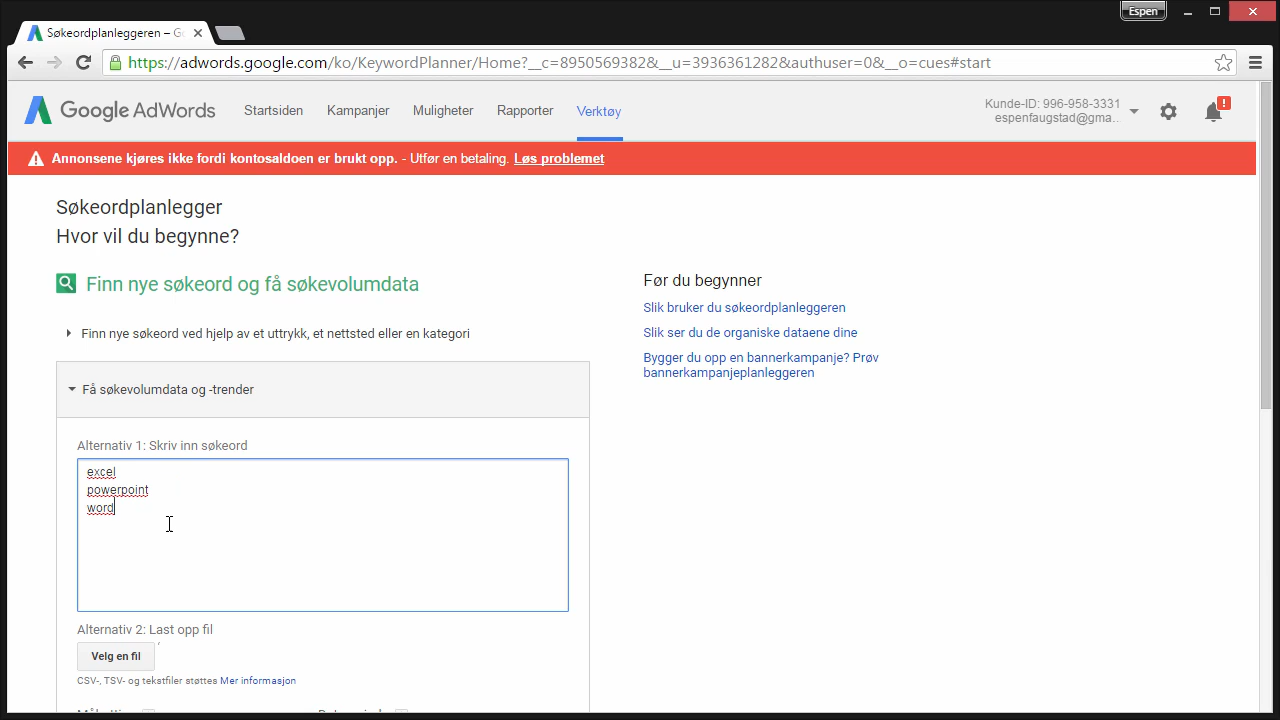 Espen
Søkeordplanleggeren – Go
https://adwords.google.com/ko/KeywordPlanner/Home?__c=8950569382&__u=3936361282&authuser=0&__o=cues#start
Google AdWords
Startsiden
Kampanjer
Muligheter
Rapporter
Verktøy
Kunde-ID: 996-958-3331
espenfaugstad@gma...
!
Annonsene kjøres ikke fordi kontosaldoen er brukt opp. - Utfør en betaling. Løs problemet
Søkeordplanlegger
Hvor vil du begynne?
Finn nye søkeord og få søkevolumdata
Finn nye søkeord ved hjelp av et uttrykk, et nettsted eller en kategori
Få søkevolumdata og -trender
Alternativ 1: Skriv inn søkeord
excel
powerpoint
word
Alternativ 2: Last opp fil
Velg en fil
CSV-, TSV- og tekstfiler støttes Mer informasjon
Før du begynner
Slik bruker du søkeordplanleggeren
Slik ser du de organiske dataene dine
Bygger du opp en bannerkampanje? Prøv
bannerkampanjeplanleggeren